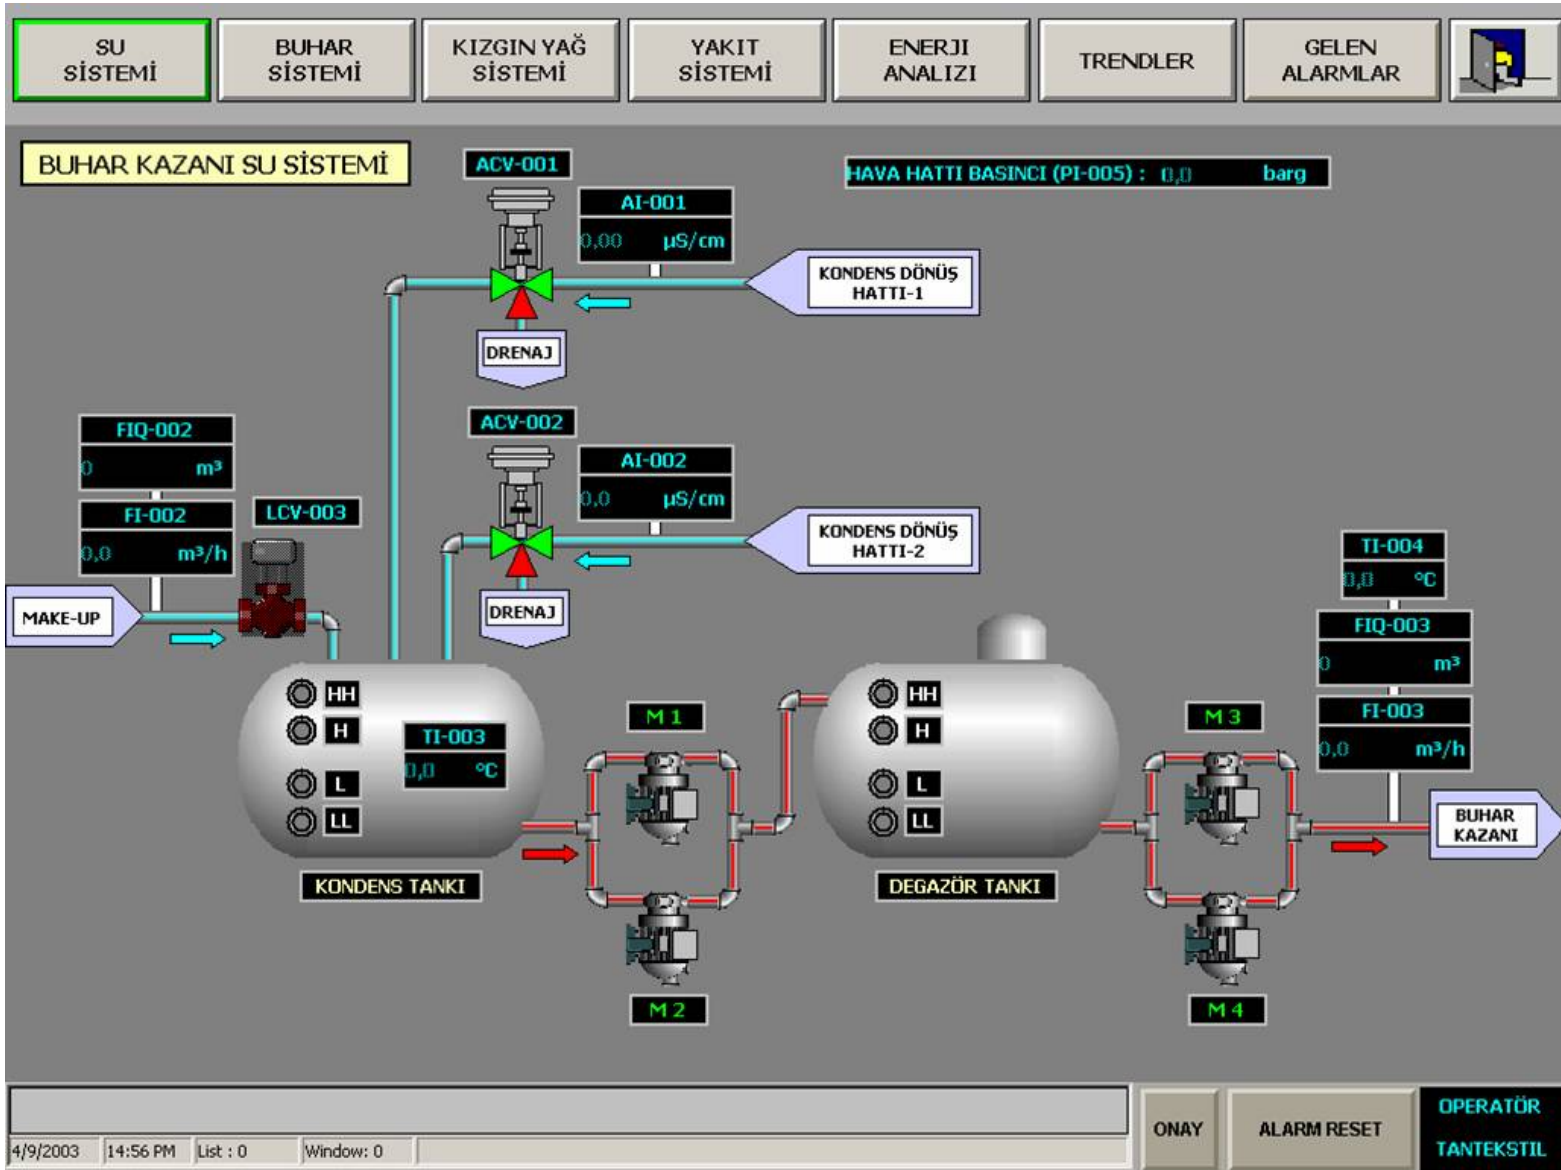 SU
SİSTEMİ
BUHAR
SİSTEMİ
KIZGIN YAĞ
SİSTEMİ
YAKIT
SİSTEMİ
ENERJI
ANALIZI
TRENDLER
GELEN
ALARMLAR
BUHAR KAZANI SU SİSTEMİ
ACV-001
HAVA HATTI BASINCI (PI-005) : 0,0 barg
AI-001
0,00 µS/cm
KONDENS DÖNÜŞ
HATTI-1
DRENAJ
ACV-002
FIQ-002
0 m³
AI-002
0,0 µS/cm
FI-002
0,0 m³/h
LCV-003
KONDENS DÖNÜŞ
HATTI-2
DRENAJ
MAKE-UP
TI-004
0,0 °C
FIQ-003
0 m³
FI-003
0,0 m³/h
HH
H
L
LL
TI-003
0,0 °C
M 1
HH
H
L
LL
M 3
BUHAR
KAZANI
KONDENS TANKI
DEGAZÖR TANKI
M 2
M 4
ONAY
ALARM RESET
OPERATÖR
TANTEKSTIL
4/9/2003 14:56 PM List : 0 Window: 0